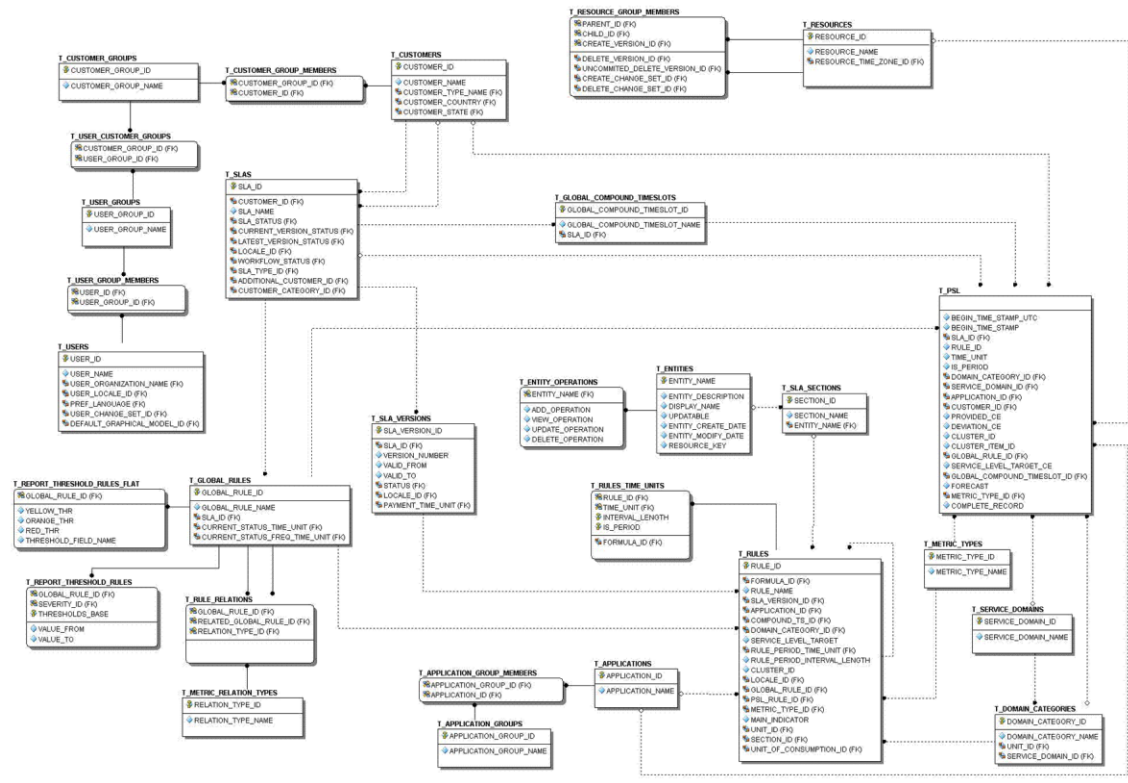 T_RESOURCE_GROUP_MEMBERS
PARENT_ID (FK)
CHILD_ID (FK)
CREATE_VERSION_ID (FK)
DELETE_VERSION_ID (FK)
UNCOMMITED_DELETE_VERSION_ID (FK)
CREATE_CHANGE_SET_ID (FK)
DELETE_CHANGE_SET_ID (FK)
T_RESOURCES
RESOURCE_ID
RESOURCE_NAME
RESOURCE_TIME_ZONE_ID (FK)
T_CUSTOMER_GROUPS
CUSTOMER_GROUP_ID
CUSTOMER_GROUP_NAME
T_CUSTOMER_GROUP_MEMBERS
CUSTOMER_GROUP_ID (FK)
CUSTOMER_ID (FK)
T_CUSTOMERS
CUSTOMER_ID
CUSTOMER_NAME
CUSTOMER_TYPE_NAME (FK)
CUSTOMER_COUNTRY (FK)
CUSTOMER_STATE (FK)
T_USER_CUSTOMER_GROUPS
CUSTOMER_GROUP_ID (FK)
USER_GROUP_ID (FK)
T_USER_GROUPS
USER_GROUP_ID
USER_GROUP_NAME
T_USER_GROUP_MEMBERS
USER_ID (FK)
USER_GROUP_ID (FK)
T_USERS
USER_ID
USER_NAME
USER_ORGANIZATION_NAME (FK)
USER_LOCALE_ID (FK)
PREF_LANGUAGE (FK)
USER_CHANGE_SET_ID (FK)
DEFAULT_GRAPHICAL_MODEL_ID (FK)
T_SLAS
SLA_ID
CUSTOMER_ID (FK)
SLA_NAME
SLA_STATUS (FK)
CURRENT_VERSION_STATUS (FK)
LATEST_VERSION_STATUS (FK)
LOCALE_ID (FK)
WORKFLOW_STATUS (FK)
SLA_TYPE_ID (FK)
ADDITIONAL_CUSTOMER_ID (FK)
CUSTOMER_CATEGORY_ID (FK)
T_GLOBAL_COMPOUND_TIMESLOTS
GLOBAL_COMPOUND_TIMESLOT_ID
GLOBAL_COMPOUND_TIMESLOT_NAME
SLA_ID (FK)
T_PSL
BEGIN_TIME_STAMP_UTC
BEGIN_TIME_STAMP
SLA_ID (FK)
RULE_ID
TIME_UNIT
IS_PERIOD
DOMAIN_CATEGORY_ID (FK)
SERVICE_DOMAIN_ID (FK)
APPLICATION_ID (FK)
CUSTOMER_ID (FK)
PROVIDED_CE
DEVIATION_CE
CLUSTER_ID
CLUSTER_ITEM_ID
GLOBAL_RULE_ID (FK)
SERVICE_LEVEL_TARGET_CE
GLOBAL_COMPOUND_TIMESLOT_ID (FK)
FORECAST
METRIC_TYPE_ID (FK)
COMPLETE_RECORD
T_ENTITY_OPERATIONS
ENTITY_NAME (FK)
ADD_OPERATION
VIEW_OPERATION
UPDATE_OPERATION
DELETE_OPERATION
T_ENTITIES
ENTITY_NAME
ENTITY_DESCRIPTION
DISPLAY_NAME
UPDATABLE
ENTITY_CREATE_DATE
ENTITY_MODIFY_DATE
RESOURCE_KEY
T_SLA_SECTIONS
SECTION_ID
SECTION_NAME
ENTITY_NAME (FK)
T_SLA_VERSIONS
SLA_VERSION_ID
SLA_ID (FK)
VERSION_NUMBER
VALID_FROM
VALID_TO
STATUS (FK)
LOCALE_ID (FK)
PAYMENT_TIME_UNIT (FK)
T_REPORT_THRESHOLD_RULES_FLAT
GLOBAL_RULE_ID (FK)
YELLOW_THR
ORANGE_THR
RED_THR
THRESHOLD_FIELD_NAME
T_GLOBAL_RULES
GLOBAL_RULE_ID
GLOBAL_RULE_NAME
SLA_ID (FK)
CURRENT_STATUS_TIME_UNIT (FK)
CURRENT_STATUS_FREQ_TIME_UNIT (FK)
T_RULES_TIME_UNITS
RULE_ID (FK)
TIME_UNIT (FK)
INTERVAL_LENGTH
IS_PERIOD
FORMULA_ID (FK)
T_REPORT_THRESHOLD_RULES
GLOBAL_RULE_ID (FK)
SEVERITY_ID (FK)
THRESHOLDS_BASE
VALUE_FROM
VALUE_TO
T_RULE_RELATIONS
GLOBAL_RULE_ID (FK)
RELATED_GLOBAL_RULE_ID (FK)
RELATION_TYPE_ID (FK)
T_METRIC_RELATION_TYPES
RELATION_TYPE_ID
RELATION_TYPE_NAME
T_RULES
RULE_ID
FORMULA_ID (FK)
RULE_NAME
SLA_VERSION_ID (FK)
APPLICATION_ID (FK)
COMPOUND_TS_ID (FK)
DOMAIN_CATEGORY_ID (FK)
SERVICE_LEVEL_TARGET
RULE_PERIOD_TIME_UNIT (FK)
RULE_PERIOD_INTERVAL_LENGTH
CLUSTER_ID
LOCALE_ID (FK)
GLOBAL_RULE_ID (FK)
PSL_RULE_ID (FK)
METRIC_TYPE_ID (FK)
MAIN_INDICATOR
UNIT_ID (FK)
SECTION_ID (FK)
UNIT_OF_CONSUMPTION_ID (FK)
T_METRIC_TYPES
METRIC_TYPE_ID
METRIC_TYPE_NAME
T_SERVICE_DOMAINS
SERVICE_DOMAIN_ID
SERVICE_DOMAIN_NAME
T_APPLICATION_GROUP_MEMBERS
APPLICATION_GROUP_ID (FK)
APPLICATION_ID (FK)
T_APPLICATIONS
APPLICATION_ID
APPLICATION_NAME
T_APPLICATION_GROUPS
APPLICATION_GROUP_ID
APPLICATION_GROUP_NAME
T_DOMAIN_CATEGORIES
DOMAIN_CATEGORY_ID
DOMAIN_CATEGORY_NAME
UNIT_ID (FK)
SERVICE_DOMAIN_ID (FK)